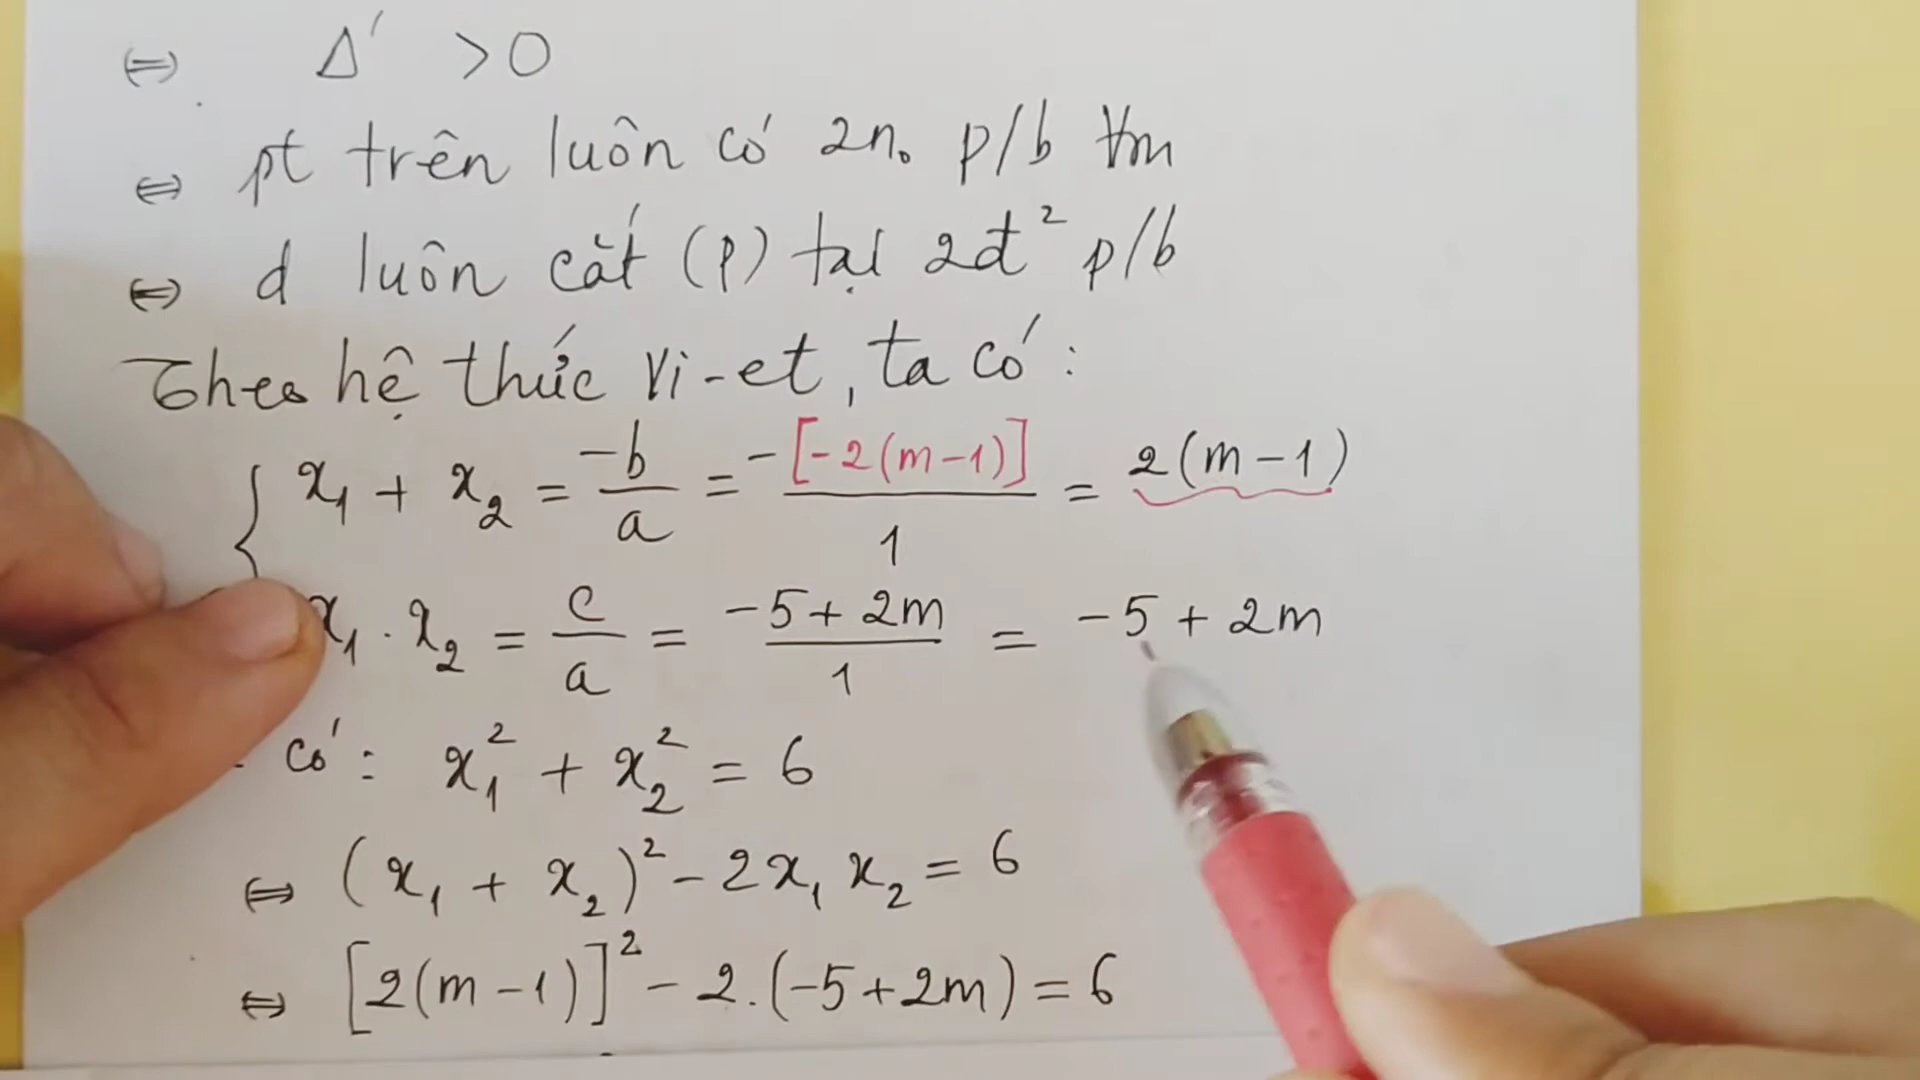 ⇔ Δ' > 0
⇔ pt trên luôn có 2n₀ p/b ∀m
⇔ d luôn cắt (P) tại 2đ² p/b
Theo hệ thức Vi-et, ta có:
{ x₁ + x₂ = -b/a = -[-2(m-1)]/1 = 2(m-1)
x₁ . x₂ = c/a = (-5+2m)/1 = -5+2m
có: x₁² + x₂² = 6
⇔ (x₁ + x₂)² - 2x₁x₂ = 6
⇔ [2(m-1)]² - 2.(-5+2m) = 6